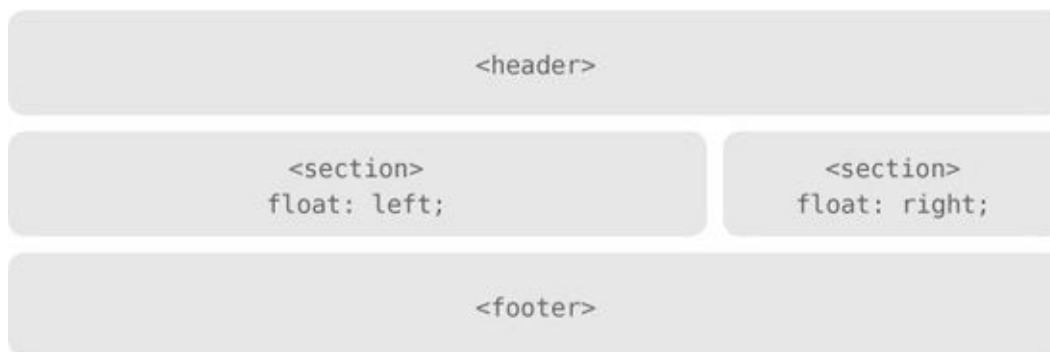 <header>
<section>
float: left;
<section>
float: right;
<footer>